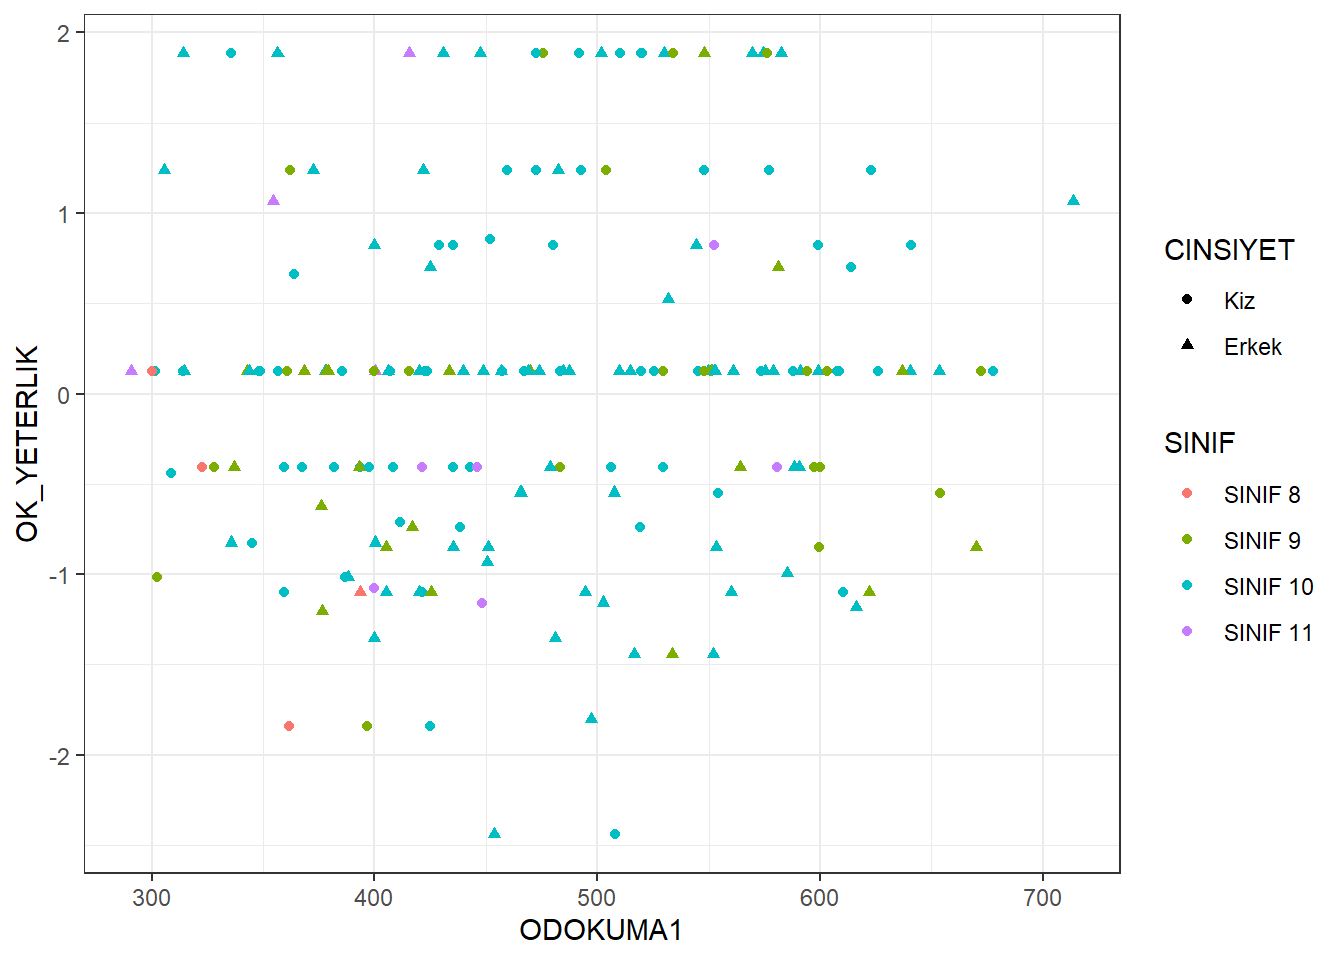 2
1
0
-1
-2
OK_YETERLIK
300
400
500
600
700
ODOKUMA1
CINSIYET
Kiz
Erkek
SINIF
SINIF 8
SINIF 9
SINIF 10
SINIF 11